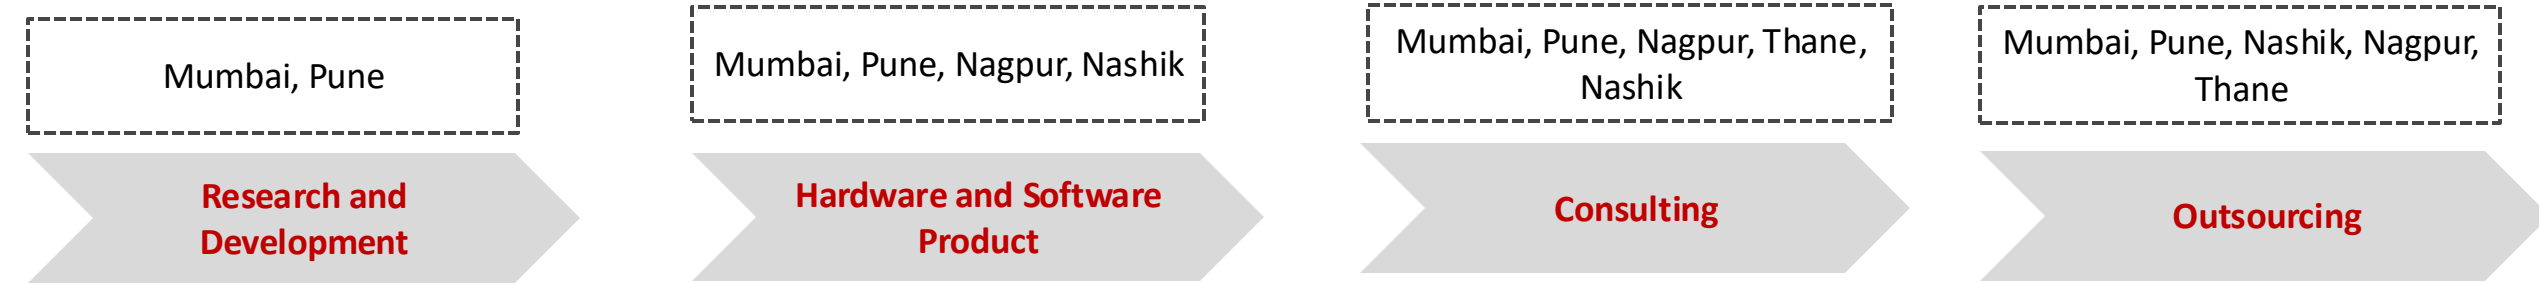 Mumbai, Pune
Research and
Development
Mumbai, Pune, Nagpur, Nashik
Hardware and Software
Product
Mumbai, Pune, Nagpur, Thane,
Nashik
Consulting
Mumbai, Pune, Nashik, Nagpur,
Thane
Outsourcing